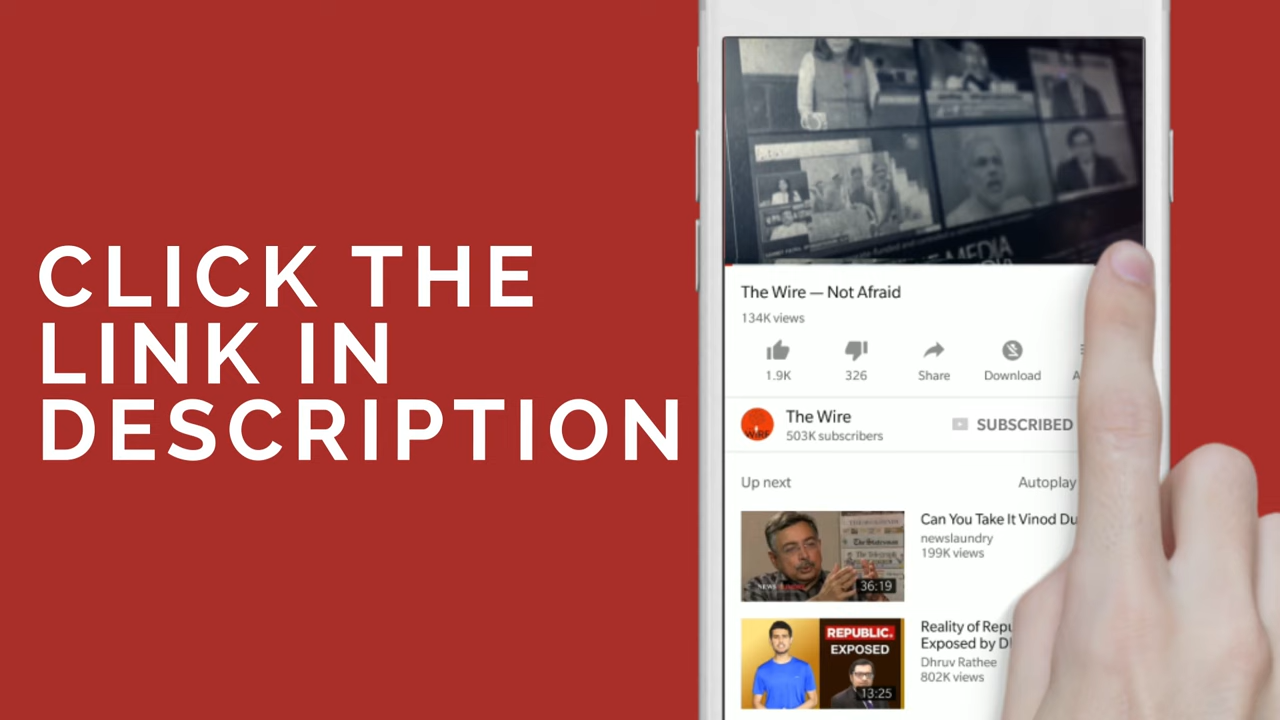 CLICK THE
LINK IN
DESCRIPTION
MEDIA
The Wire — Not Afraid
134K views
1.9K
326
Share
Download
WIRE
The Wire
503K subscribers
SUBSCRIBED
Up next
Autoplay
Can You Take It Vinod Du
newslaundry
199K views
36:19
Reality of Repu
Exposed by D
Dhruv Rathee
802K views
REPUBLIC.
EXPOSED
13:25